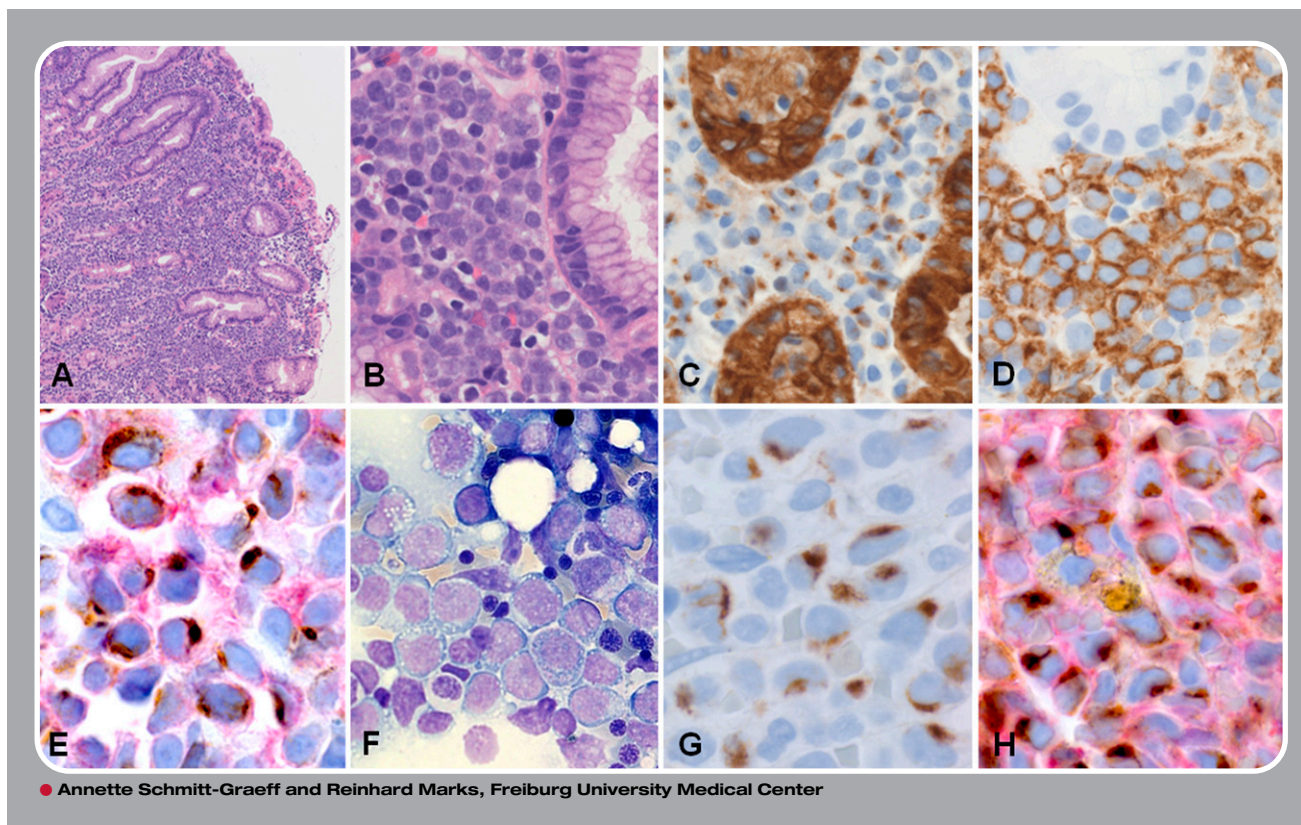 A
B
C
D
E
F
G
H
Annette Schmitt-Graeff and Reinhard Marks, Freiburg University Medical Center